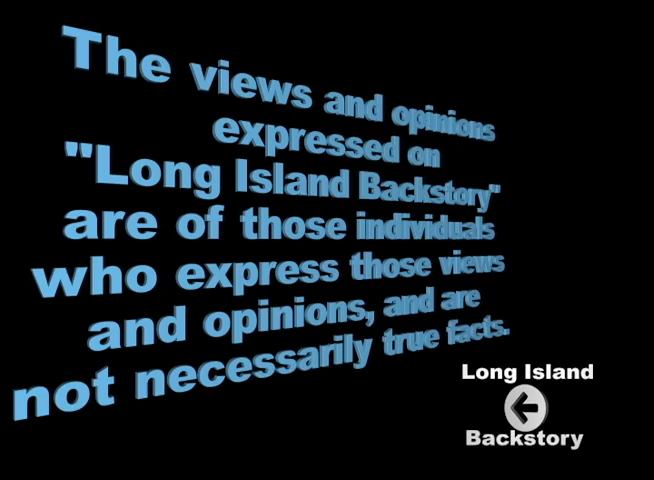 The views and opinions
expressed on
"Long Island Backstory"
are of those individuals
who express those views
and opinions, and are
not necessarily true facts.
Long Island
Backstory